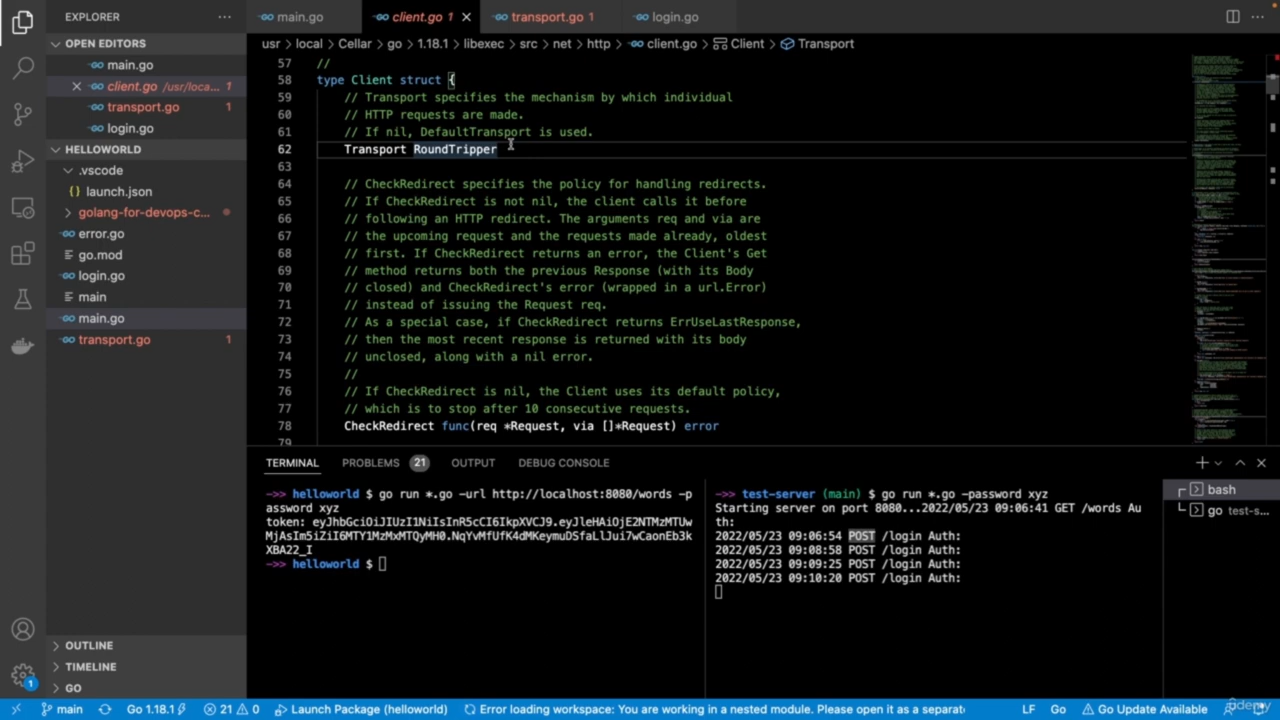 EXPLORER
OPEN EDITORS
main.go
client.go /usr/loca... 1
transport.go 1
login.go
HELLOWORLD
.vscode
launch.json
golang-for-devops-c...
error.go
go.mod
login.go
main
main.go
transport.go 1
OUTLINE
TIMELINE
GO
main.go
client.go 1
transport.go 1
login.go
usr > local > Cellar > go > 1.18.1 > libexec > src > net > http > client.go > Client > Transport
57 //
58 type Client struct {
59 // Transport specifies the mechanism by which individual
60 // HTTP requests are made.
61 // If nil, DefaultTransport is used.
62 Transport RoundTripper
63
64 // CheckRedirect specifies the policy for handling redirects.
65 // If CheckRedirect is not nil, the client calls it before
66 // following an HTTP redirect. The arguments req and via are
67 // the upcoming request and the requests made already, oldest
68 // first. If CheckRedirect returns an error, the Client's Get
69 // method returns both the previous Response (with its Body
70 // closed) and CheckRedirect's error (wrapped in a url.Error)
71 // instead of issuing the Request req.
72 // As a special case, if CheckRedirect returns ErrUseLastResponse,
73 // then the most recent response is returned with its body
74 // unclosed, along with a nil error.
75 //
76 // If CheckRedirect is nil, the Client uses its default policy,
77 // which is to stop after 10 consecutive requests.
78 CheckRedirect func(req *Request, via []*Request) error
79
TERMINAL PROBLEMS 21 OUTPUT DEBUG CONSOLE
->> helloworld $ go run *.go -url http://localhost:8080/words -p
assword xyz
->> helloworld $
->> test-server (main) $ go run *.go -password xyz
Starting server on port 8080...2022/05/23 09:06:41 GET /words Au
th:
2022/05/23 09:06:54 POST /login Auth:
2022/05/23 09:08:58 POST /login Auth:
2022/05/23 09:09:25 POST /login Auth:
2022/05/23 09:10:20 POST /login Auth:
bash
go test-s...
1
main Go 1.18.1 21 0 Launch Package (helloworld) Error loading workspace: You are working in a nested module. Please open it as a separat LF Go Go Update Available
udemy